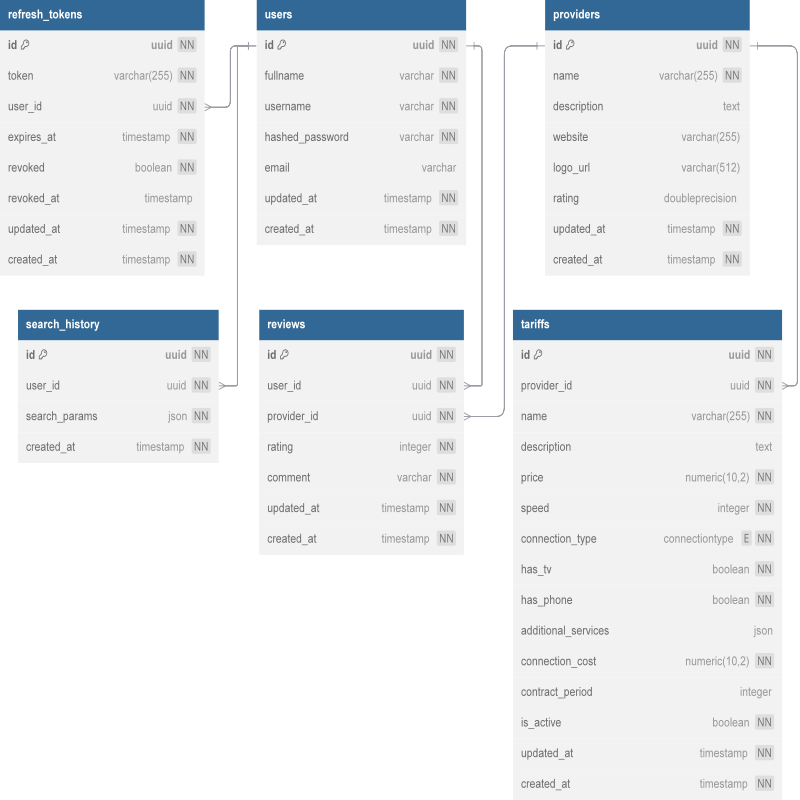 refresh_tokens
id uuid NN
token varchar(255) NN
user_id uuid NN
expires_at timestamp NN
revoked boolean NN
revoked_at timestamp
updated_at timestamp NN
created_at timestamp NN
users
id uuid NN
fullname varchar NN
username varchar NN
hashed_password varchar NN
email varchar
updated_at timestamp NN
created_at timestamp NN
providers
id uuid NN
name varchar(255) NN
description text
website varchar(255)
logo_url varchar(512)
rating doubleprecision
updated_at timestamp NN
created_at timestamp NN
search_history
id uuid NN
user_id uuid NN
search_params json NN
created_at timestamp NN
reviews
id uuid NN
user_id uuid NN
provider_id uuid NN
rating integer NN
comment varchar NN
updated_at timestamp NN
created_at timestamp NN
tariffs
id uuid NN
provider_id uuid NN
name varchar(255) NN
description text
price numeric(10,2) NN
speed integer NN
connection_type connectiontype E NN
has_tv boolean NN
has_phone boolean NN
additional_services json
connection_cost numeric(10,2) NN
contract_period integer
is_active boolean NN
updated_at timestamp NN
created_at timestamp NN